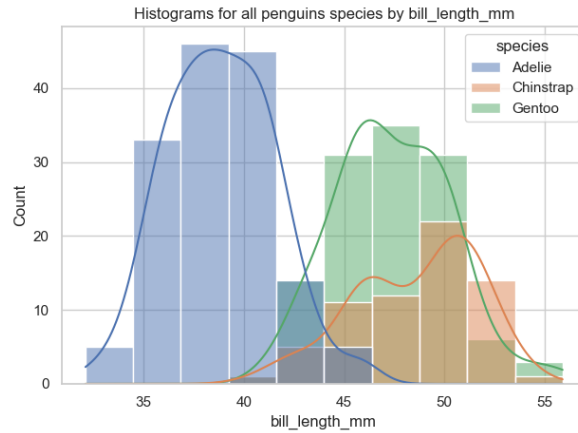 Histograms for all penguins species by bill_length_mm
species
Adelie
Chinstrap
Gentoo
Count
40
30
20
10
0
35
40
45
50
55
bill_length_mm